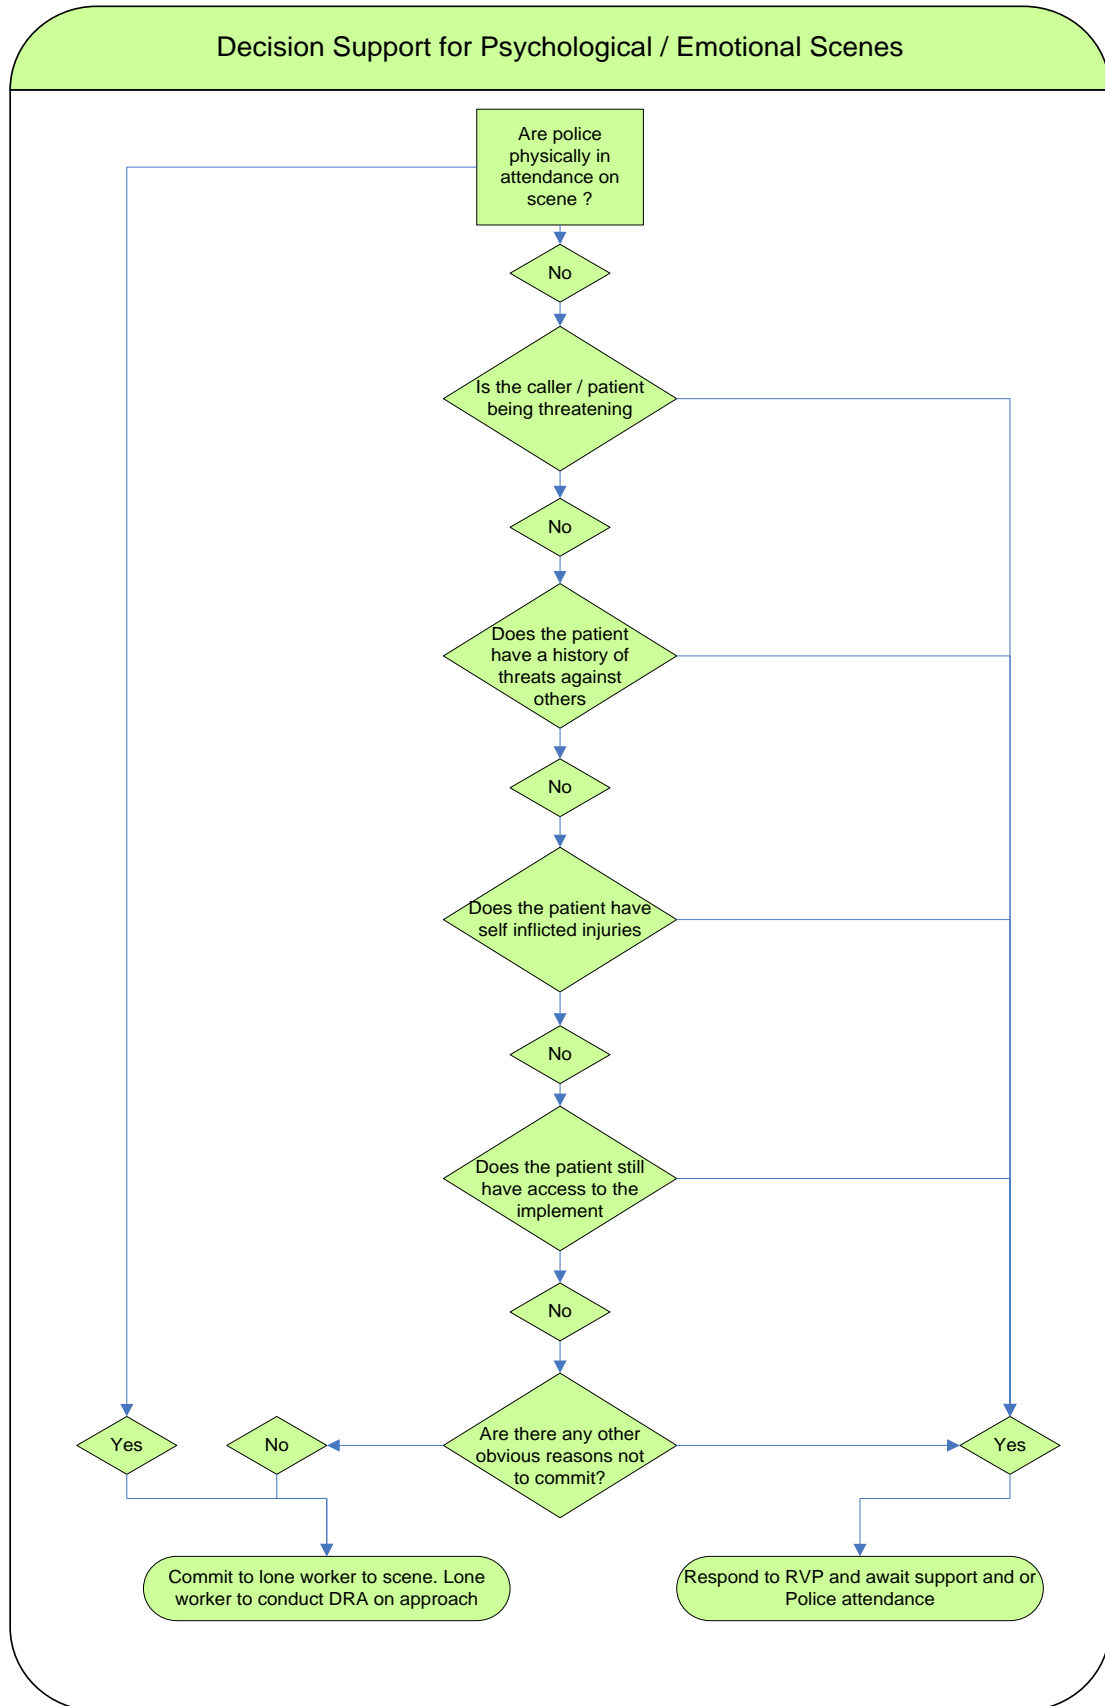 Decision Support for Psychological / Emotional Scenes
Are police
physically in
attendance on
scene ?
No
Is the caller / patient
being threatening
No
Does the patient
have a history of
threats against
others
No
Does the patient have
self inflicted injuries
No
Does the patient still
have access to the
implement
No
Yes
No
Are there any other
obvious reasons not
to commit?
Yes
Commit to lone worker to scene. Lone
worker to conduct DRA on approach
Respond to RVP and await support and or
Police attendance